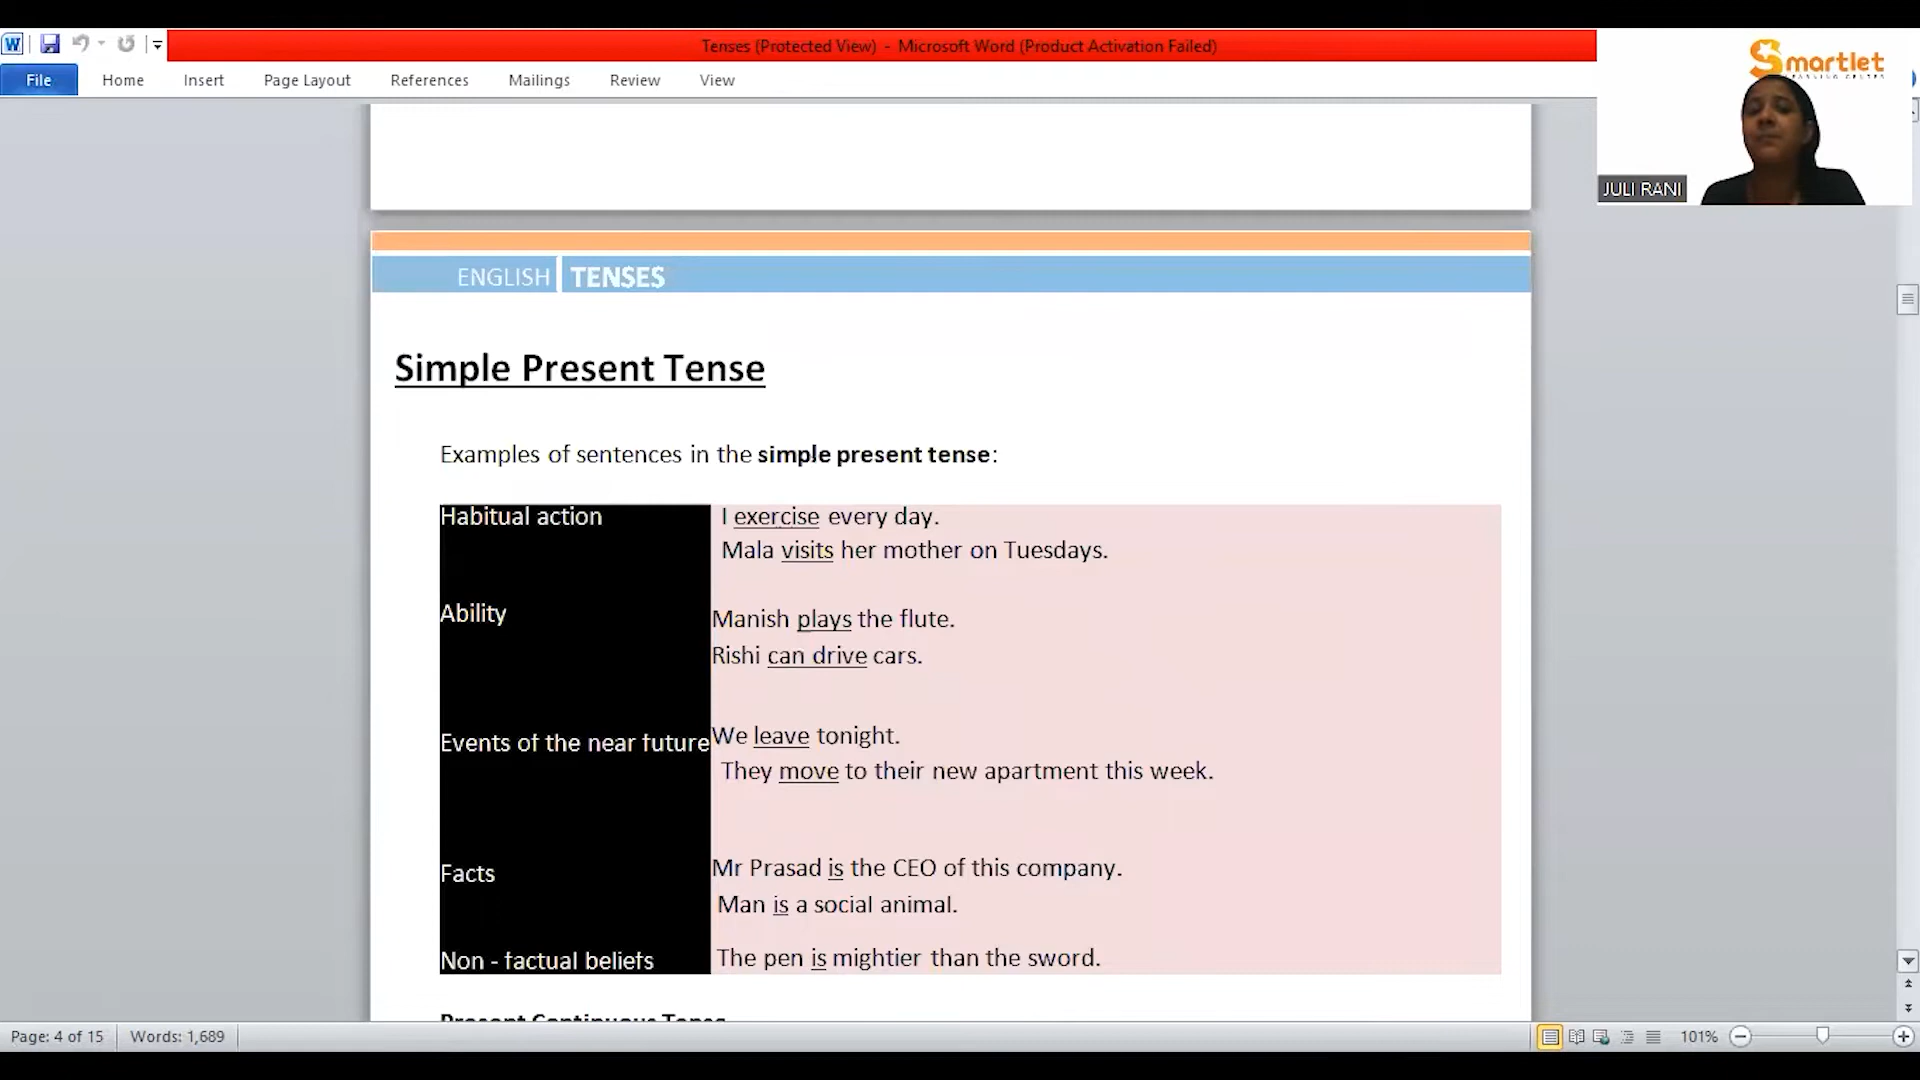 Tenses (Protected View) - Microsoft Word (Product Activation Failed)
File Home Insert Page Layout References Mailings Review View
Smartlet
JULI RANI
ENGLISH TENSES
Simple Present Tense
Examples of sentences in the simple present tense:
Habitual action I exercise every day.
Mala visits her mother on Tuesdays.
Ability Manish plays the flute.
Rishi can drive cars.
Events of the near future We leave tonight.
They move to their new apartment this week.
Facts Mr Prasad is the CEO of this company.
Man is a social animal.
Non - factual beliefs The pen is mightier than the sword.
Present Continuous Tense
Page: 4 of 15 Words: 1,689 101%